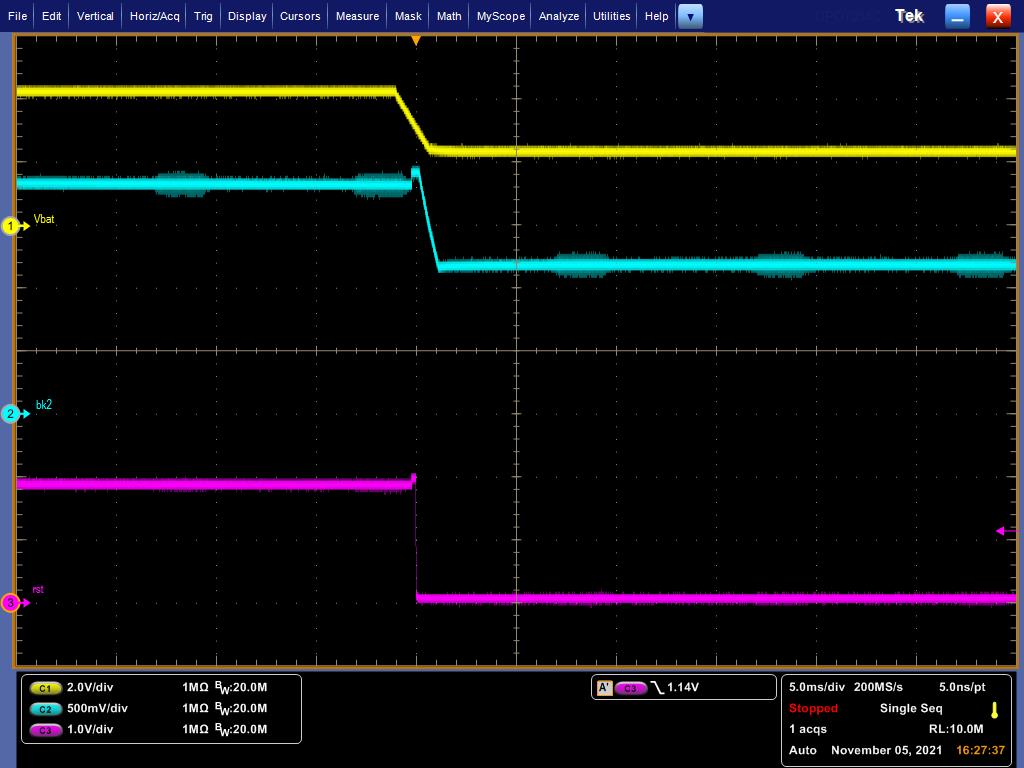 File Edit Vertical Horiz/Acq Trig Display Cursors Measure Mask Math MyScope Analyze Utilities Help Tek X
1 Vbat
2 bk2
3 rst
C1 2.0V/div 1MΩ BW:20.0M
C2 500mV/div 1MΩ BW:20.0M
C3 1.0V/div 1MΩ BW:20.0M
A' C3 1.14V
5.0ms/div 200MS/s 5.0ns/pt
Stopped Single Seq
1 acqs RL:10.0M
Auto November 05, 2021 16:27:37